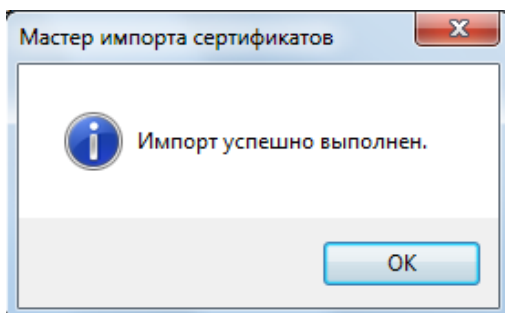 Мастер импорта сертификатов
Импорт успешно выполнен.
OK